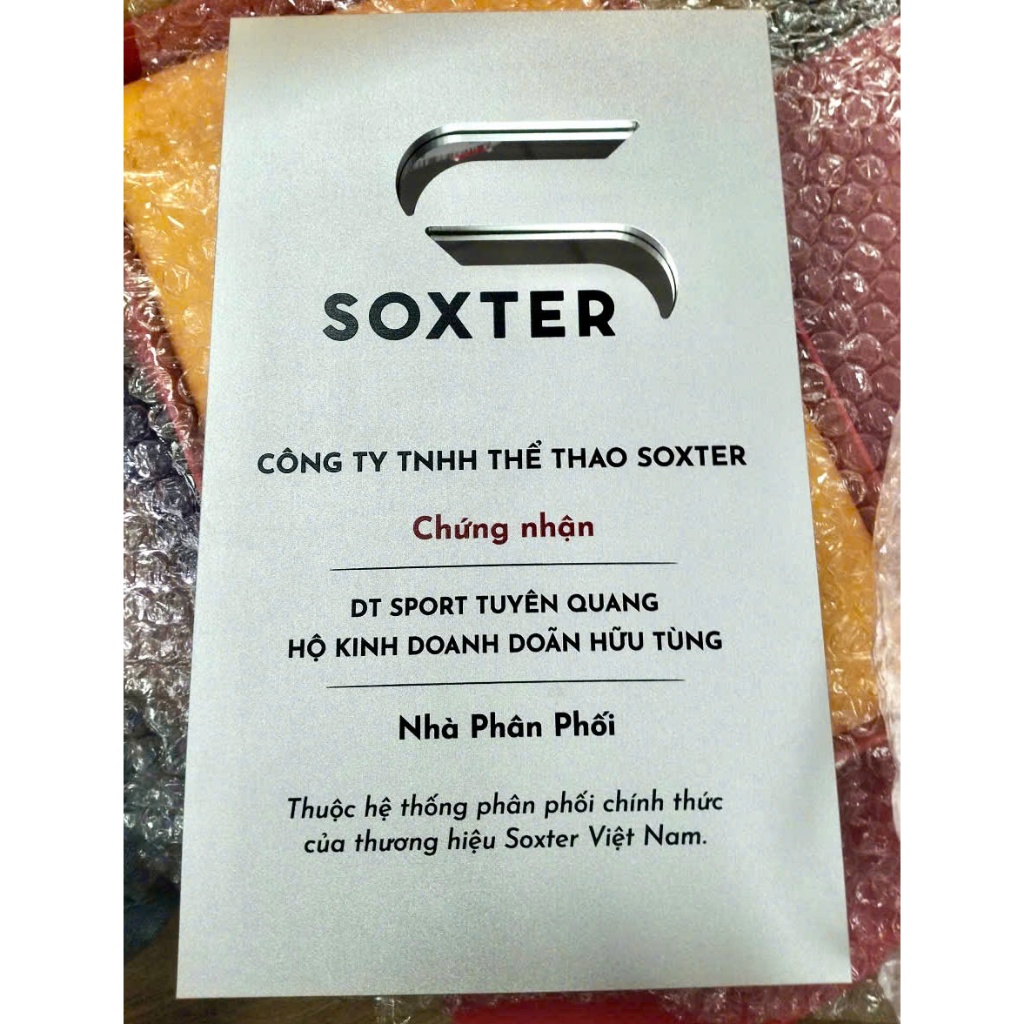 SOXTER
CÔNG TY TNHH THỂ THAO SOXTER
Chứng nhận
DT SPORT TUYÊN QUANG
HỘ KINH DOANH DOÃN HỮU TÙNG
Nhà Phân Phối
Thuộc hệ thống phân phối chính thức
của thương hiệu Soxter Việt Nam.